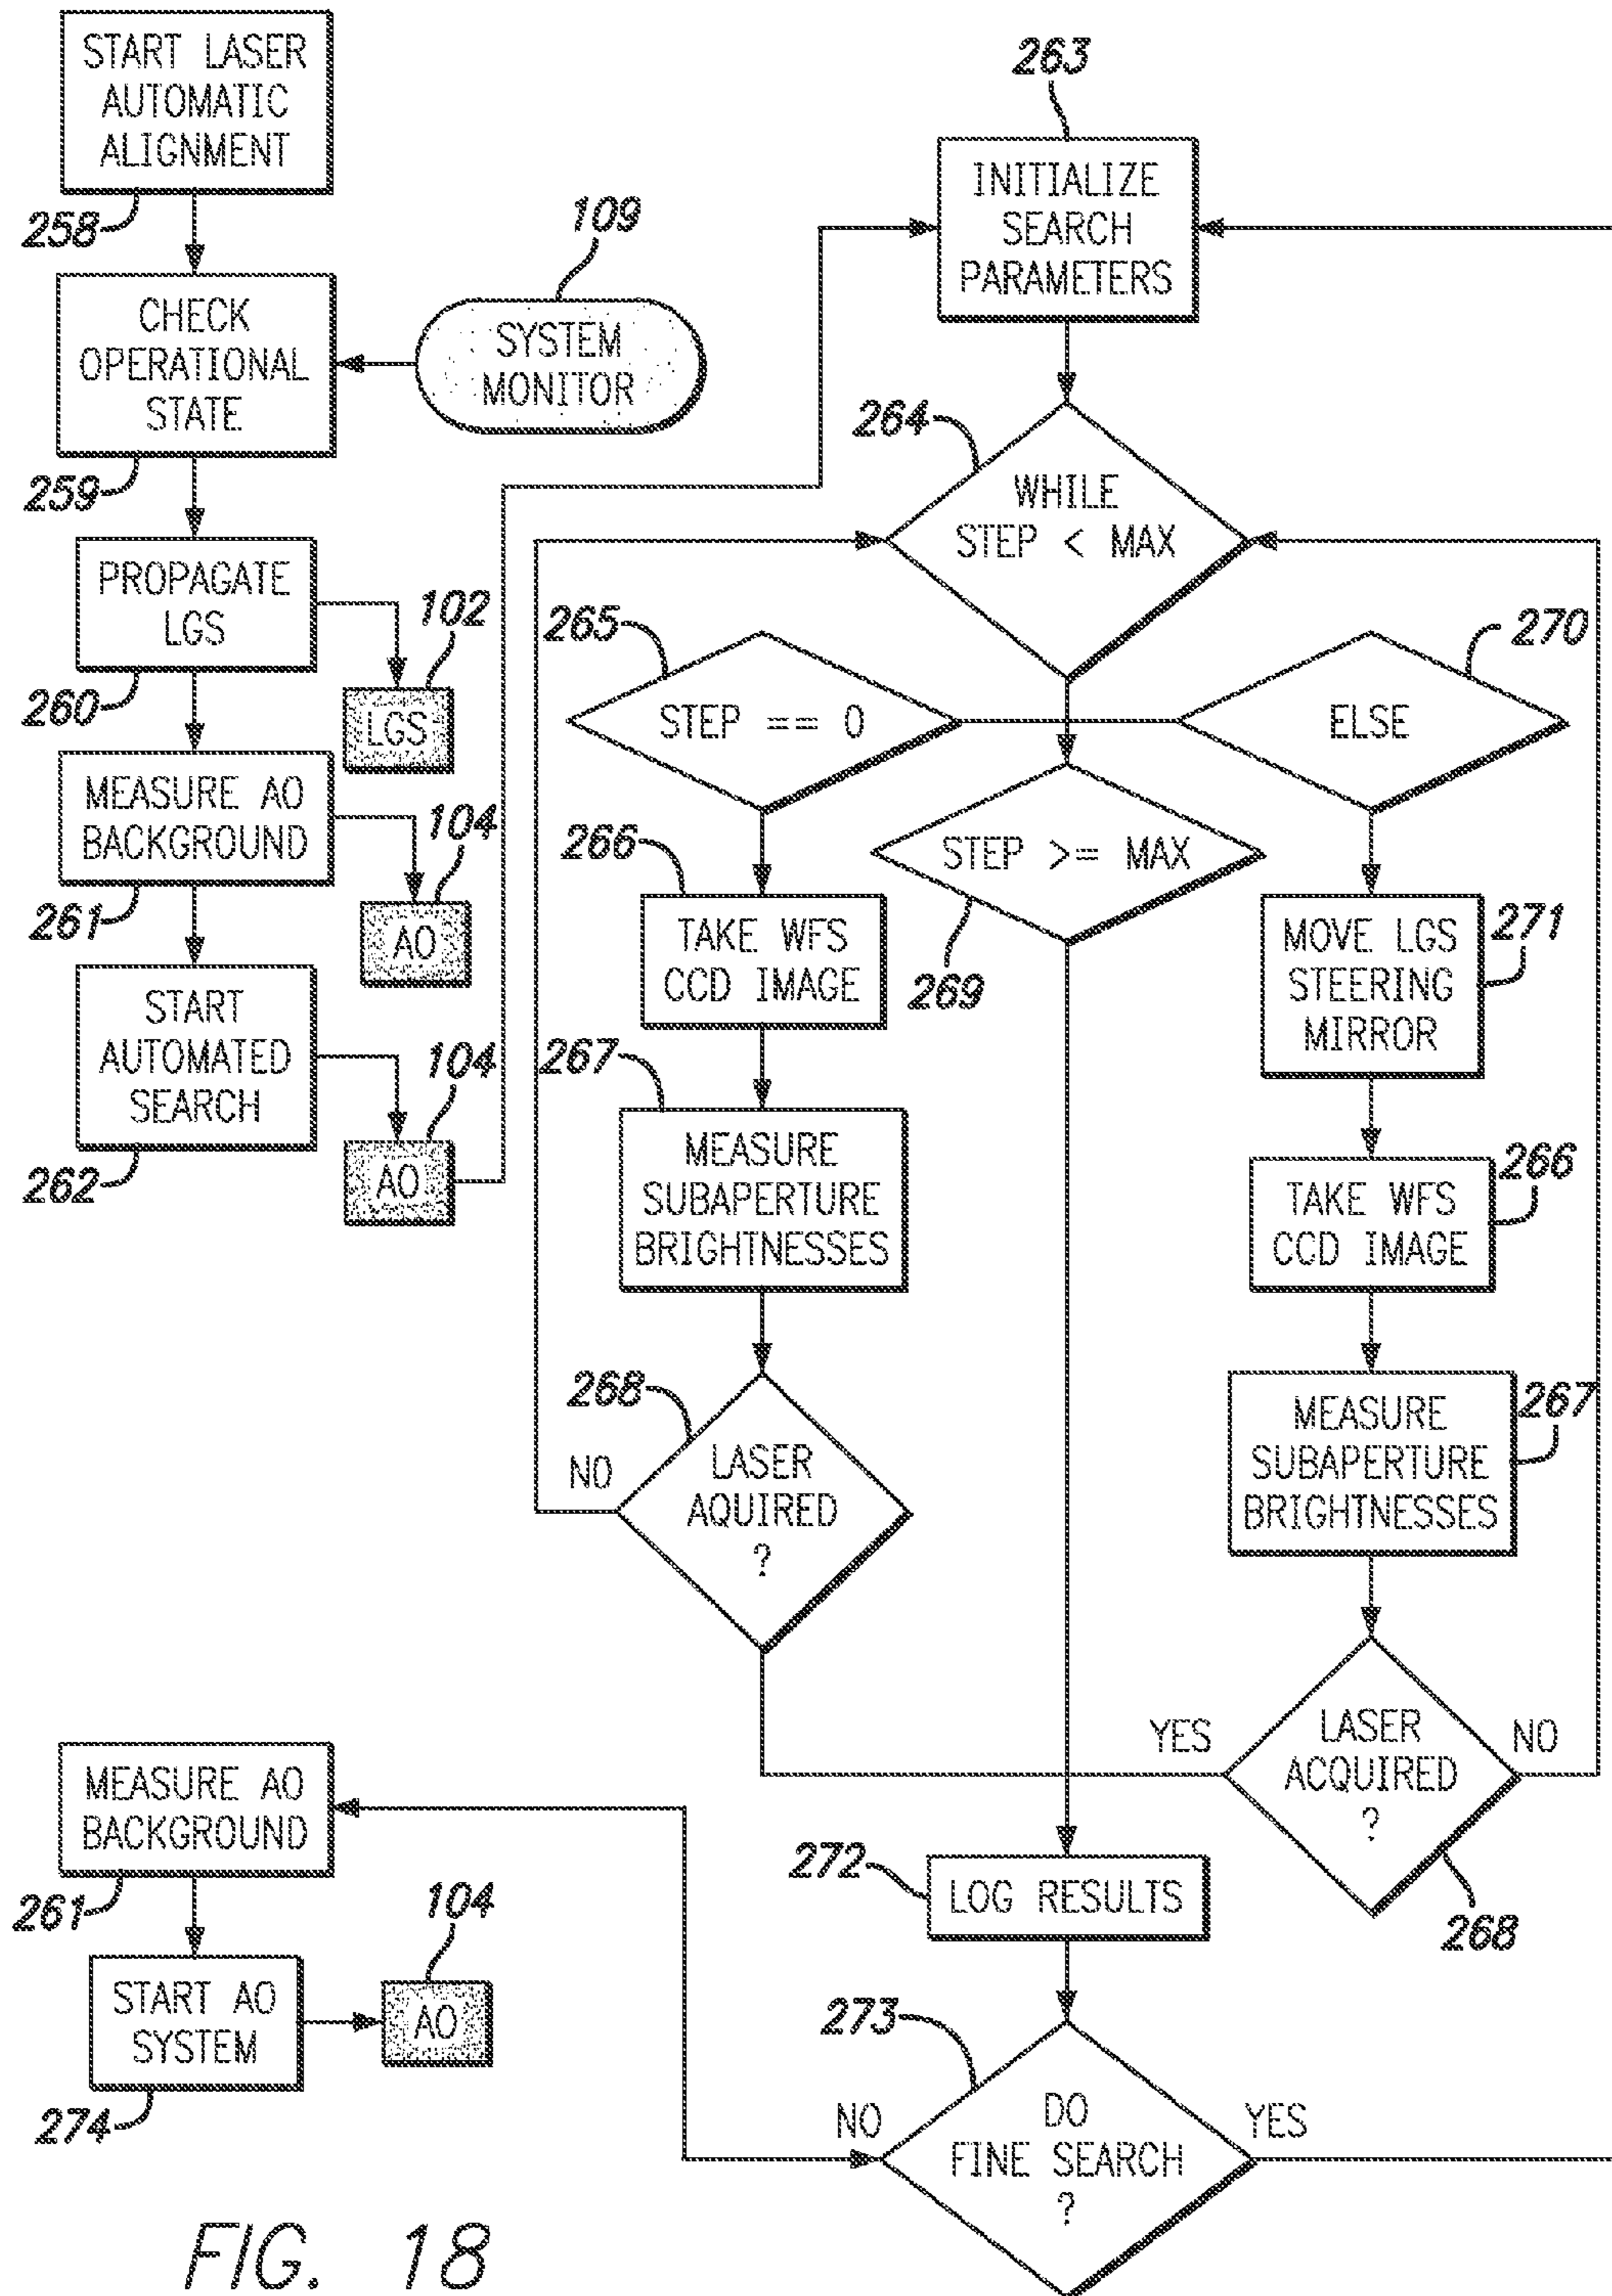 START LASER
AUTOMATIC
ALIGNMENT
258
CHECK
OPERATIONAL
STATE
259
109
SYSTEM
MONITOR
PROPAGATE
LGS
260
102
LGS
MEASURE AO
BACKGROUND
261
104
AO
START
AUTOMATED
SEARCH
262
104
AO
263
INITIALIZE
SEARCH
PARAMETERS
264
WHILE
STEP < MAX
265
STEP == 0
266
TAKE WFS
CCD IMAGE
267
MEASURE
SUBAPERTURE
BRIGHTNESSES
268
LASER
AQUIRED
?
NO
STEP >= MAX
269
270
ELSE
MOVE LGS
STEERING
MIRROR
271
TAKE WFS
CCD IMAGE
266
MEASURE
SUBAPERTURE
BRIGHTNESSES
267
YES
LASER
ACQUIRED
?
NO
268
272
LOG RESULTS
273
DO
FINE SEARCH
?
NO
YES
MEASURE AO
BACKGROUND
261
START AO
SYSTEM
274
104
AO
FIG. 18